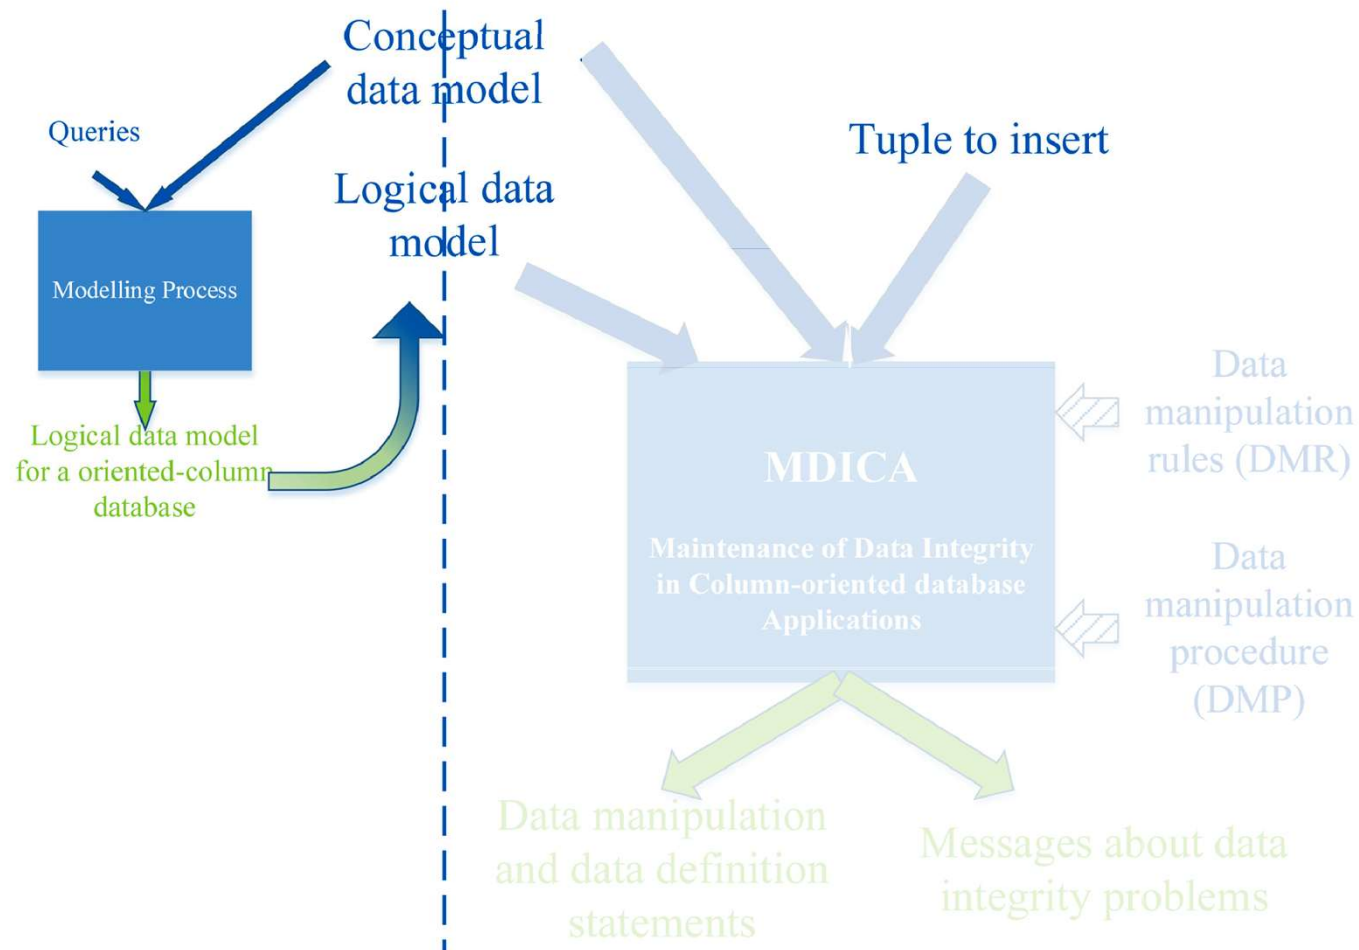 Conceptual
data model
Queries
Tuple to insert
Logical data
model
Modelling Process
Logical data model
for a oriented-column
database
MDICA
Maintenance of Data Integrity
in Column-oriented database
Applications
Data
manipulation
rules (DMR)
Data
manipulation
procedure
(DMP)
Data manipulation
and data definition
statements
Messages about data
integrity problems